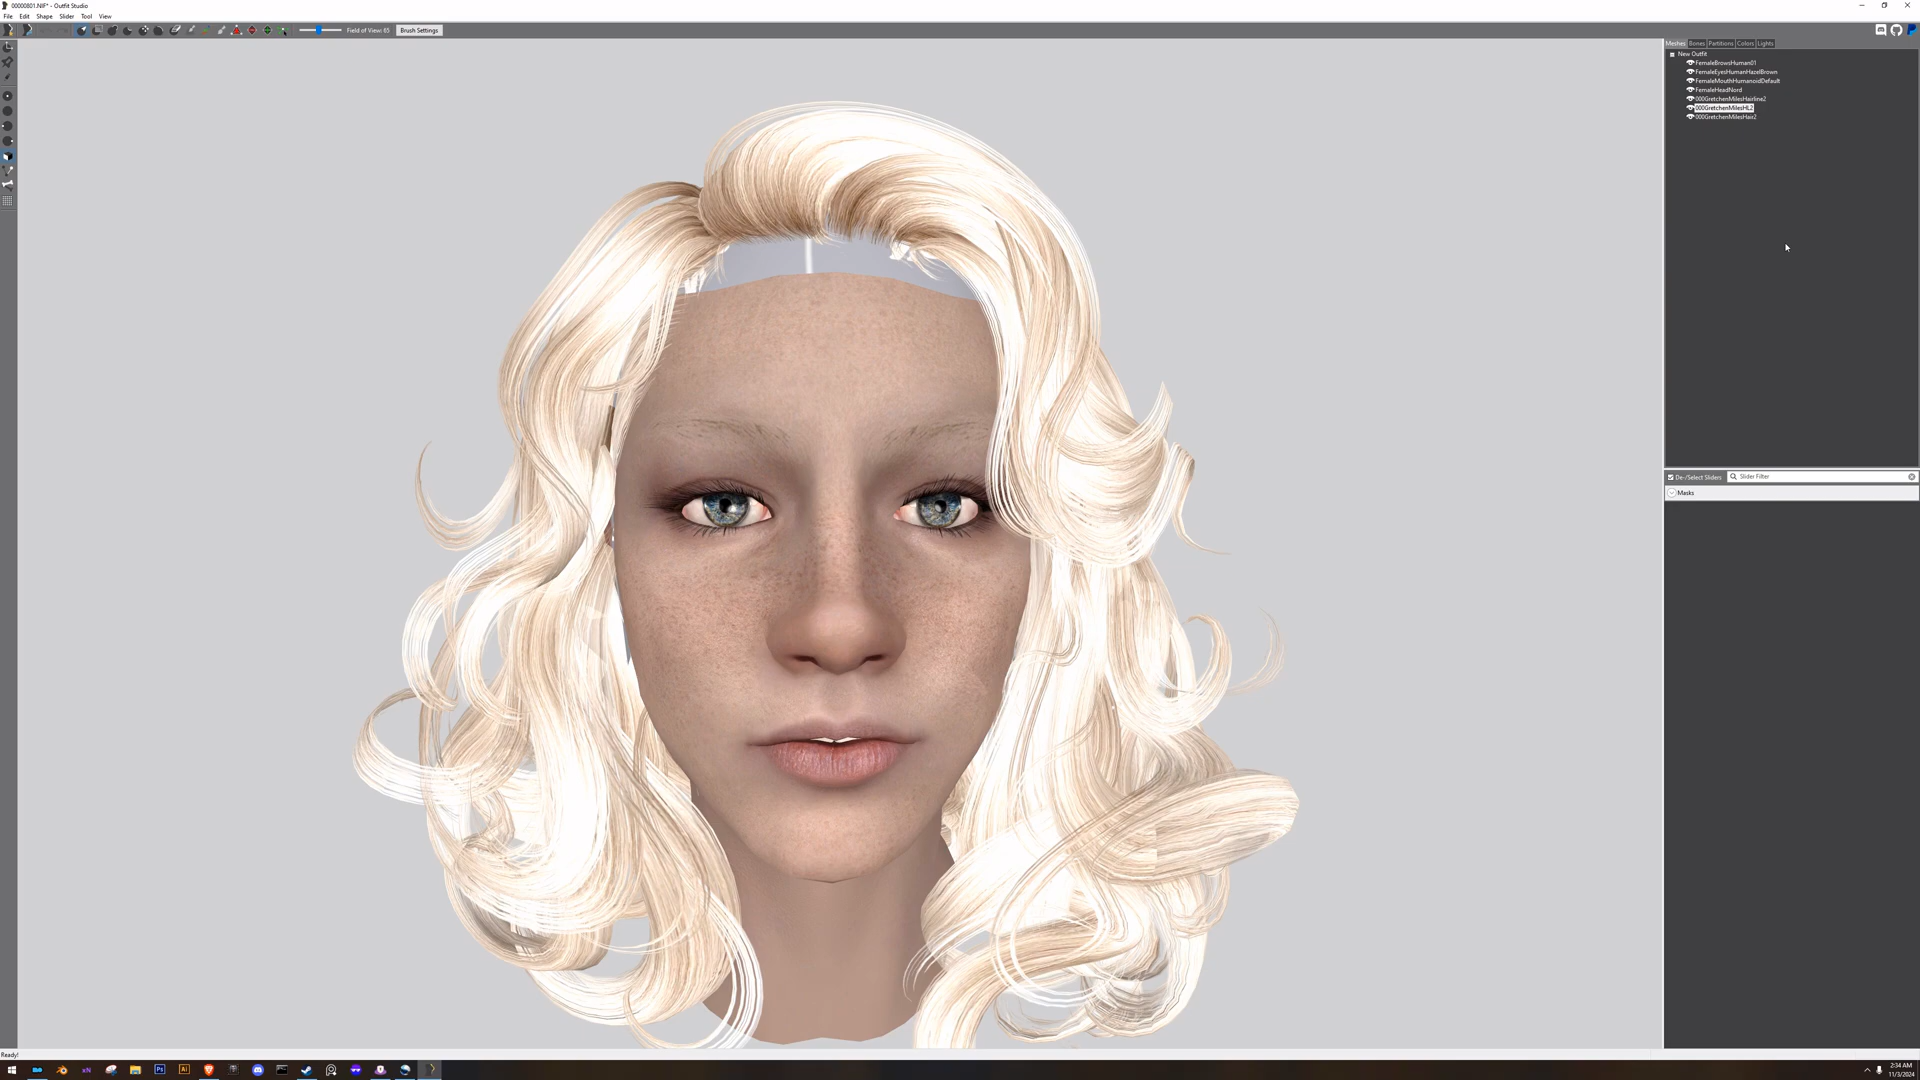 00000801.NIF* - Outfit Studio
File Edit Shape Slider Tool View
Field of View: 65
Brush Settings
Meshes Bones Partitions Colors Lights
New Outfit
FemaleBrowsHuman01
FemaleEyesHumanHazelBrown
FemaleMouthHumanoidDefault
FemaleHeadNord
000GretchenMilesHairline2
000GretchenMilesHL2
000GretchenMilesHair2
De-/Select Sliders
Slider Filter
Masks
Ready!
2:34 AM
11/3/2024